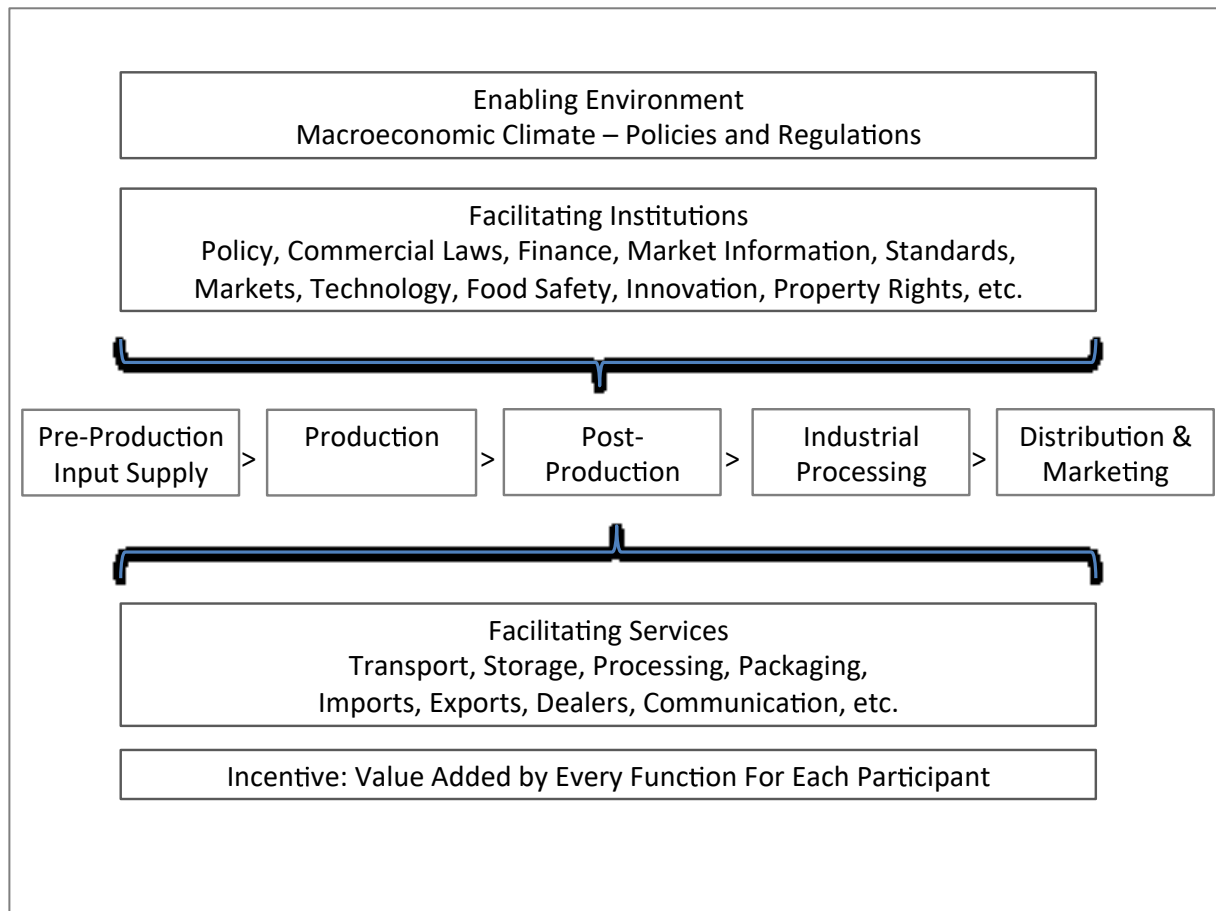 Enabling Environment
Macroeconomic Climate – Policies and Regulations
Facilitating Institutions
Policy, Commercial Laws, Finance, Market Information, Standards,
Markets, Technology, Food Safety, Innovation, Property Rights, etc.
Pre-Production
Input Supply
>
Production
>
Post-
Production
>
Industrial
Processing
>
Distribution &
Marketing
Facilitating Services
Transport, Storage, Processing, Packaging,
Imports, Exports, Dealers, Communication, etc.
Incentive: Value Added by Every Function For Each Participant